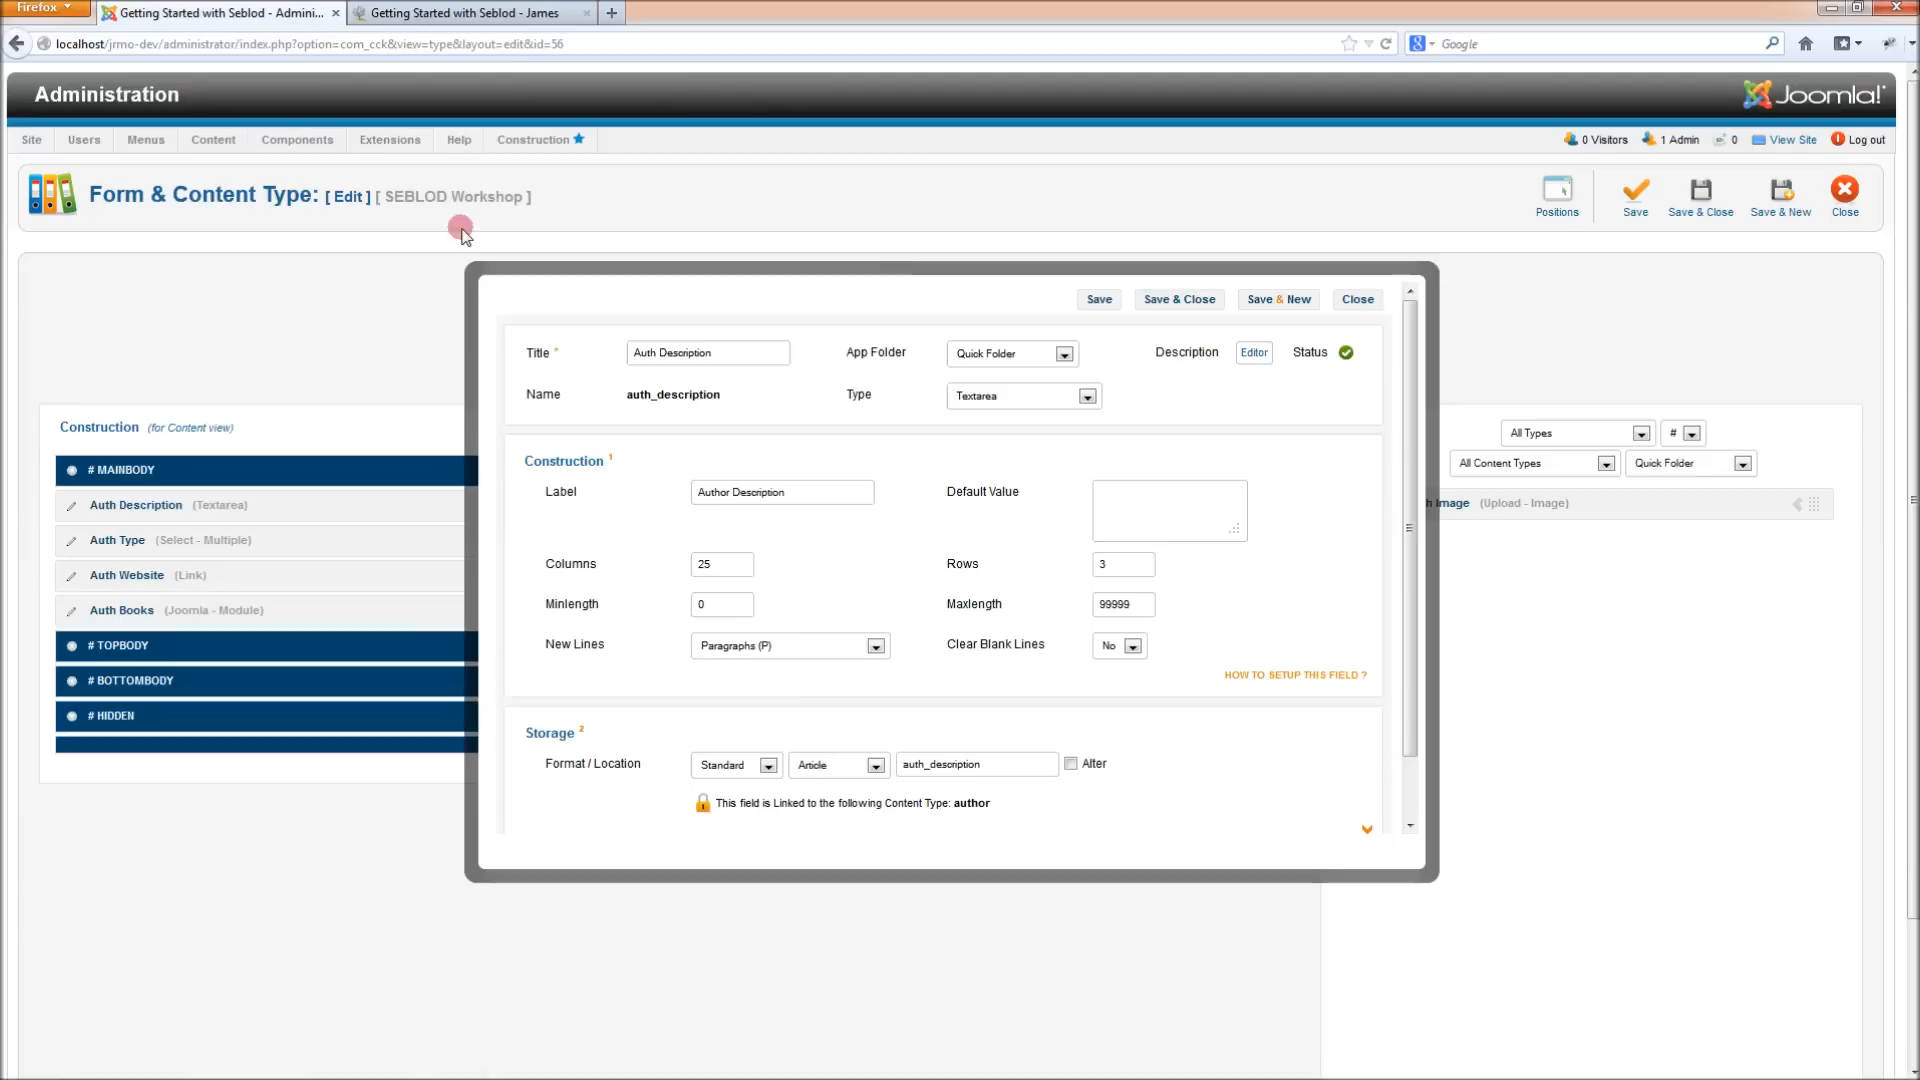 Firefox
Getting Started with Seblod - Admini...
Getting Started with Seblod - James
localhost/jrmo-dev/administrator/index.php?option=com_cck&view=type&layout=edit&id=56
Google
Administration
Joomla!
Site Users Menus Content Components Extensions Help Construction
0 Visitors 1 Admin 0 View Site Log out
Form & Content Type: [ Edit ] [ SEBLOD Workshop ]
Positions Save Save & Close Save & New Close
Save Save & Close Save & New Close
Title * Auth Description App Folder Quick Folder Description Editor Status
Name auth_description Type Textarea
Construction (for Content view)
# MAINBODY
Auth Description (Textarea)
Auth Type (Select - Multiple)
Auth Website (Link)
Auth Books (Joomla - Module)
# TOPBODY
# BOTTOMBODY
# HIDDEN
Construction 1
Label Author Description Default Value
Columns 25 Rows 3
Minlength 0 Maxlength 99999
New Lines Paragraphs (P) Clear Blank Lines No
HOW TO SETUP THIS FIELD ?
Storage 2
Format / Location Standard Article auth_description Alter
This field is Linked to the following Content Type: author
All Types #
All Content Types Quick Folder
h Image (Upload - Image)